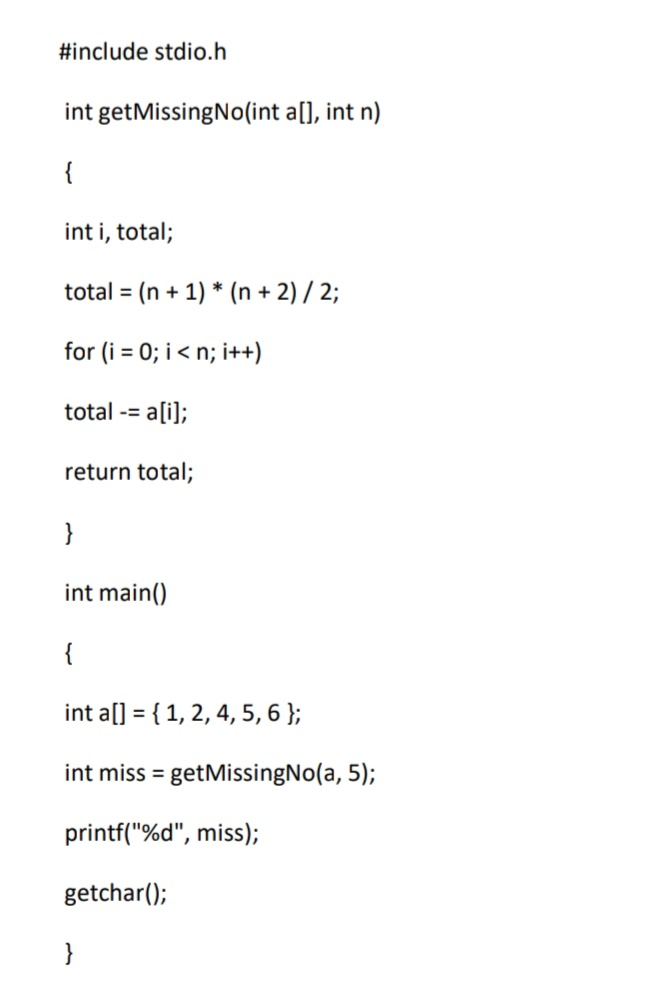 #include stdio.h
int getMissingNo(int a[], int n)
{
int i, total;
total = (n + 1) * (n + 2) / 2;
for (i = 0; i < n; i++)
total -= a[i];
return total;
}
int main()
{
int a[] = { 1, 2, 4, 5, 6 };
int miss = getMissingNo(a, 5);
printf("%d", miss);
getchar();
}